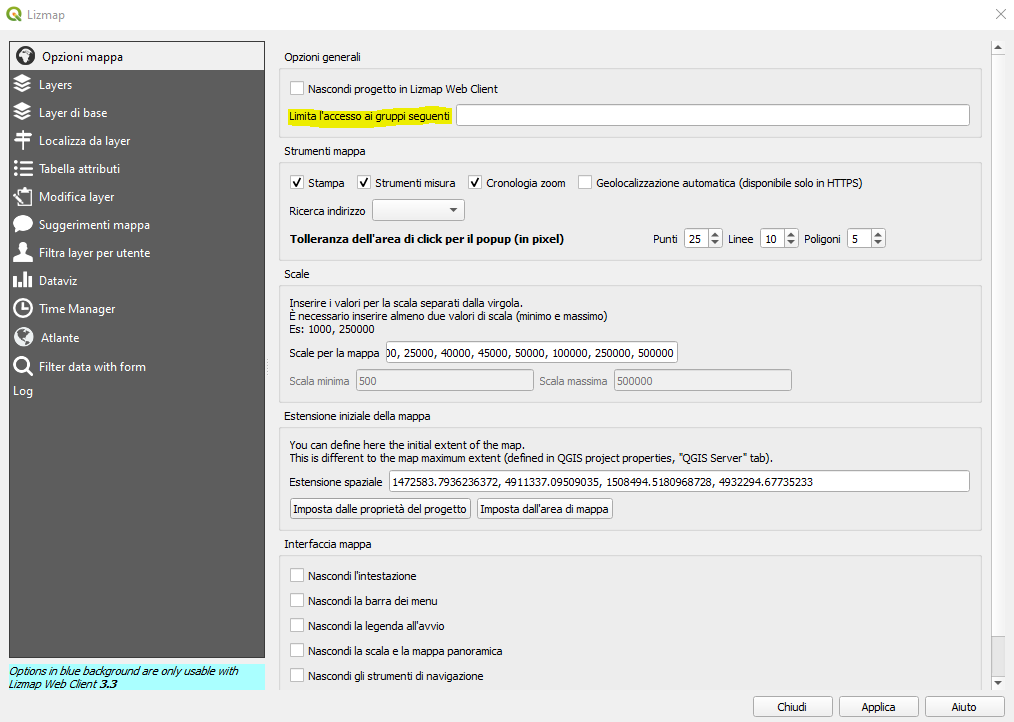 Lizmap
Opzioni mappa
Layers
Layer di base
Localizza da layer
Tabella attributi
Modifica layer
Suggerimenti mappa
Filtra layer per utente
Dataviz
Time Manager
Atlante
Filter data with form
Log
Options in blue background are only usable with
Lizmap Web Client 3.3
Opzioni generali
Nascondi progetto in Lizmap Web Client
Limita l'accesso ai gruppi seguenti
Strumenti mappa
Stampa Strumenti misura Cronologia zoom Geolocalizzazione automatica (disponibile solo in HTTPS)
Ricerca indirizzo
Tolleranza dell'area di click per il popup (in pixel) Punti 25 Linee 10 Poligoni 5
Scale
Inserire i valori per la scala separati dalla virgola.
È necessario inserire almeno due valori di scala (minimo e massimo)
Es: 1000, 250000
Scale per la mappa 00, 25000, 40000, 45000, 50000, 100000, 250000, 500000
Scala minima 500 Scala massima 500000
Estensione iniziale della mappa
You can define here the initial extent of the map.
This is different to the map maximum extent (defined in QGIS project properties, "QGIS Server" tab).
Estensione spaziale 1472583.7936236372, 4911337.09509035, 1508494.5180968728, 4932294.67735233
Imposta dalle proprietà del progetto Imposta dall'area di mappa
Interfaccia mappa
Nascondi l'intestazione
Nascondi la barra dei menu
Nascondi la legenda all'avvio
Nascondi la scala e la mappa panoramica
Nascondi gli strumenti di navigazione
Chiudi Applica Aiuto